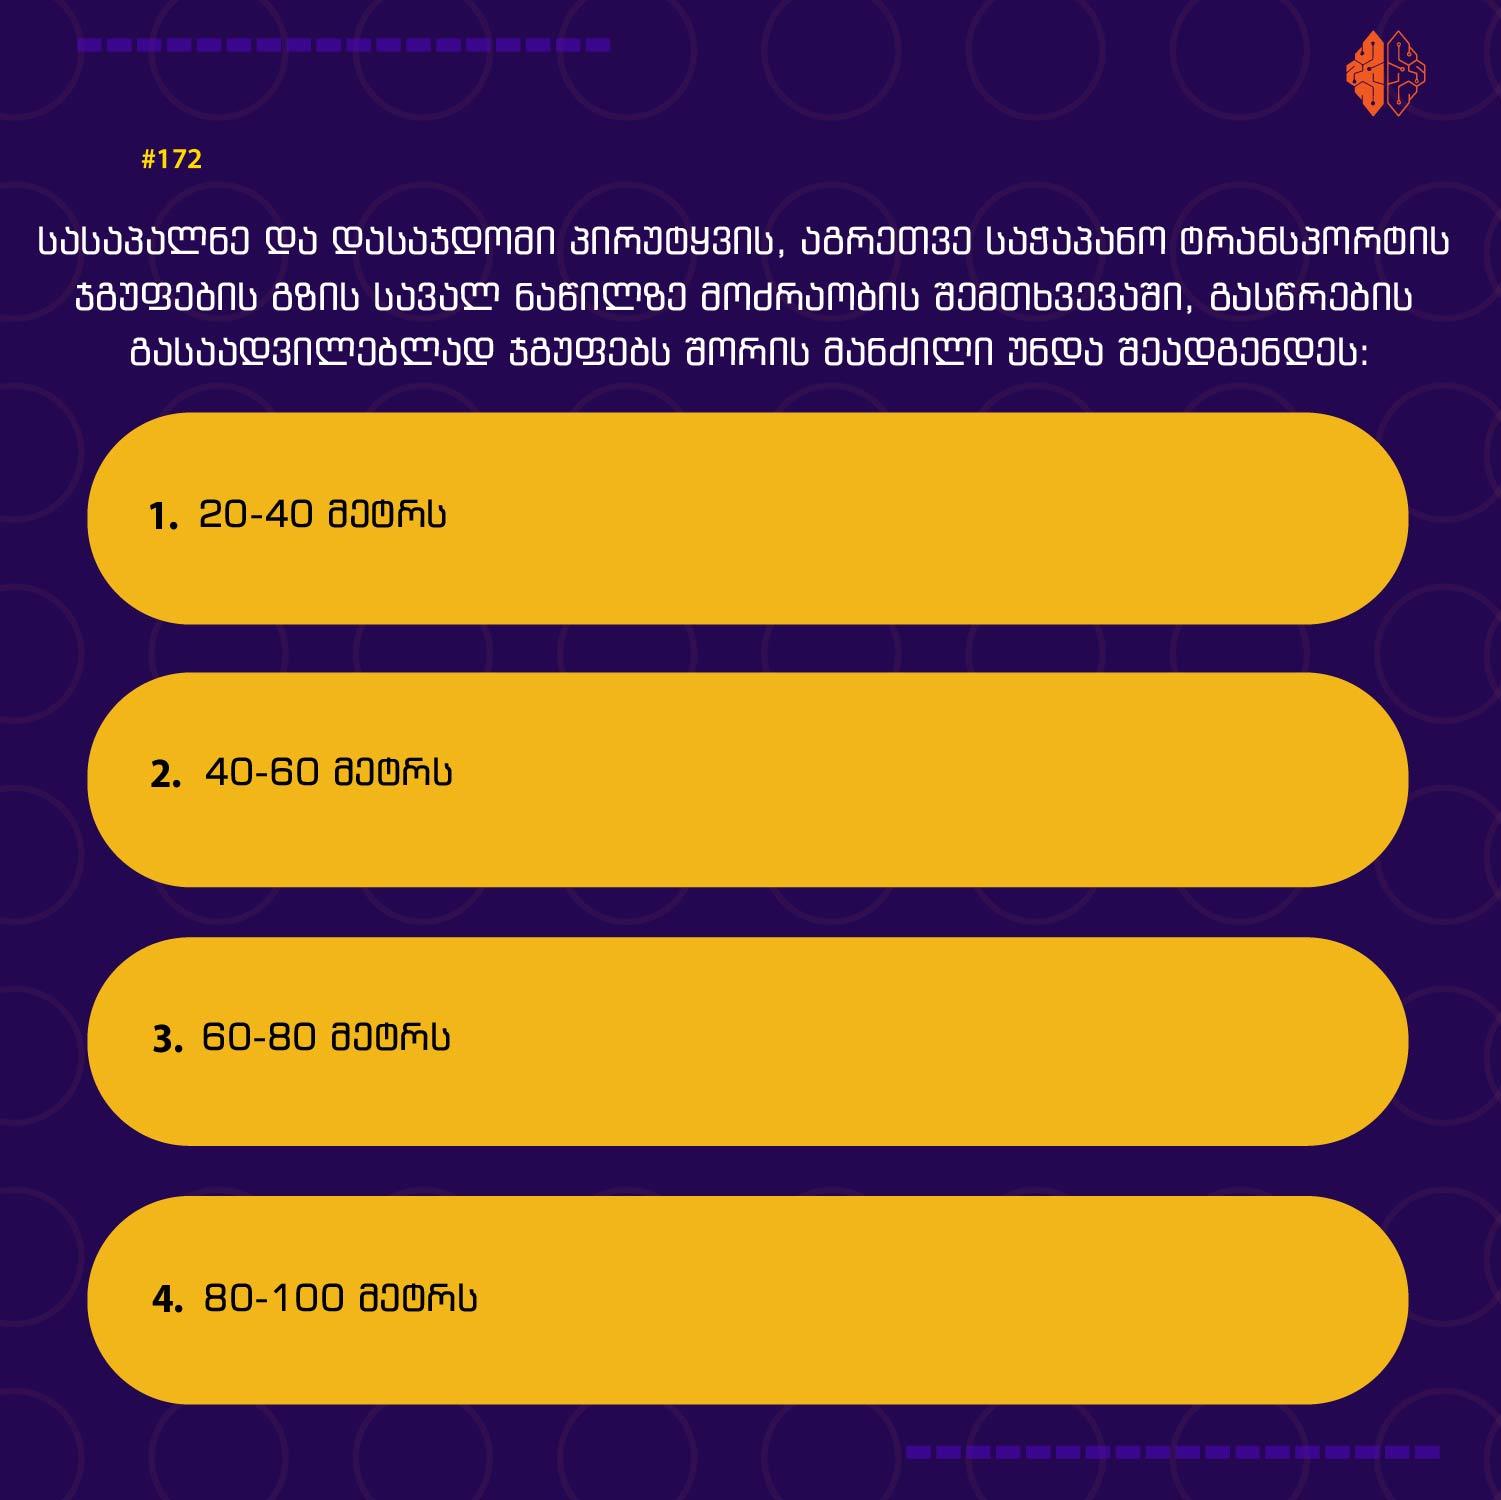 #172
სასაპალნე და დასაჯდომი პირუტყვის, აგრეთვე საჭაპანო ტრანსპორტის
ჯგუფების გზის სავალ ნაწილზე მოძრაობის შემთხვევაში, გასწრების
გასაადვილებლად ჯგუფებს შორის მანძილი უნდა შეადგენდეს:
1. 20-40 მეტრს
2. 40-60 მეტრს
3. 60-80 მეტრს
4. 80-100 მეტრს